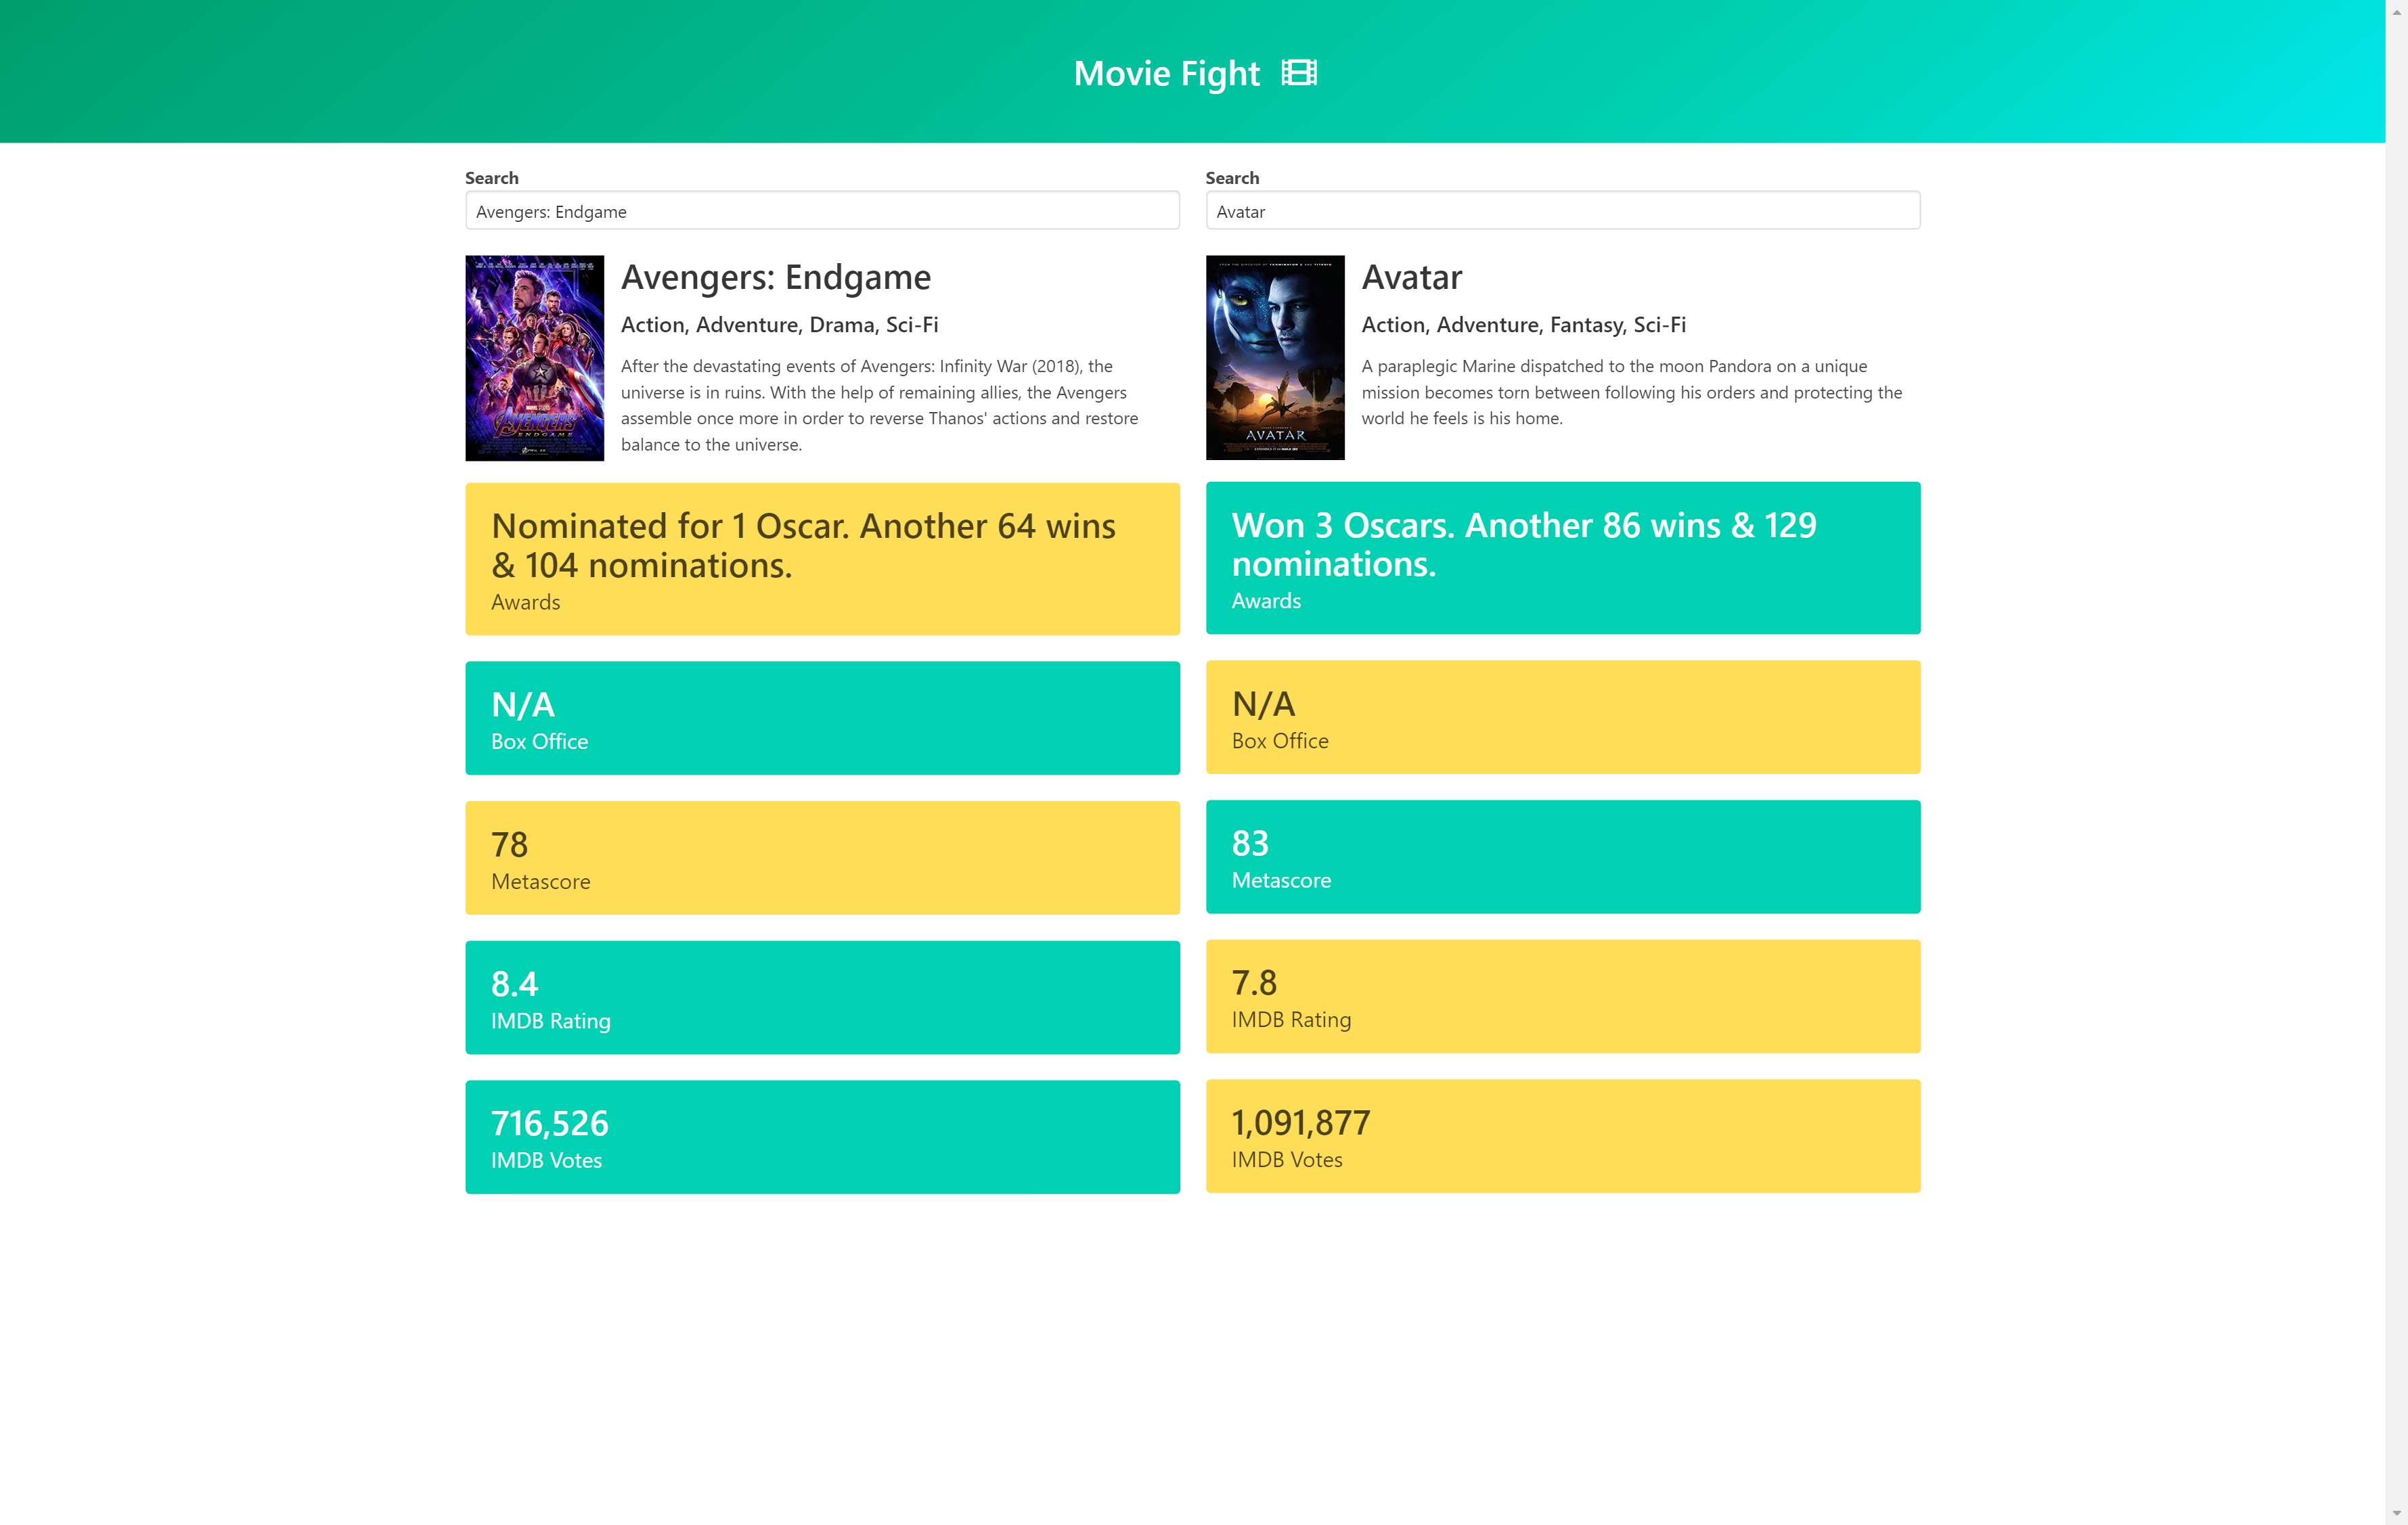 Movie Fight
Search
Avengers: Endgame
Avengers: Endgame
Action, Adventure, Drama, Sci-Fi
After the devastating events of Avengers: Infinity War (2018), the
universe is in ruins. With the help of remaining allies, the Avengers
assemble once more in order to reverse Thanos' actions and restore
balance to the universe.
AVENGERS
ENDGAME
Nominated for 1 Oscar. Another 64 wins
& 104 nominations.
Awards
N/A
Box Office
78
Metascore
8.4
IMDB Rating
716,526
IMDB Votes
Search
Avatar
Avatar
Action, Adventure, Fantasy, Sci-Fi
A paraplegic Marine dispatched to the moon Pandora on a unique
mission becomes torn between following his orders and protecting the
world he feels is his home.
AVATAR
Won 3 Oscars. Another 86 wins & 129
nominations.
Awards
N/A
Box Office
83
Metascore
7.8
IMDB Rating
1,091,877
IMDB Votes